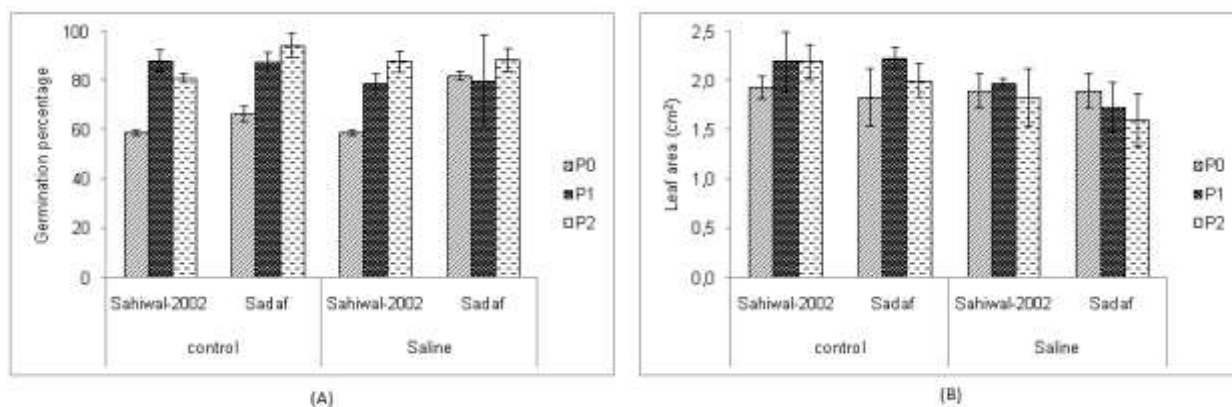 100
80
60
40
20
0
Germination percentage
P0
P1
P2
Sahiwal-2002 Sadaf Sahiwal-2002 Sadaf
control Saline
(A)
2,5
2,0
1,5
1,0
0,5
0,0
Leaf area (cm²)
P0
P1
P2
Sahiwal-2002 Sadaf Sahiwal-2002 Sadaf
control Saline
(B)